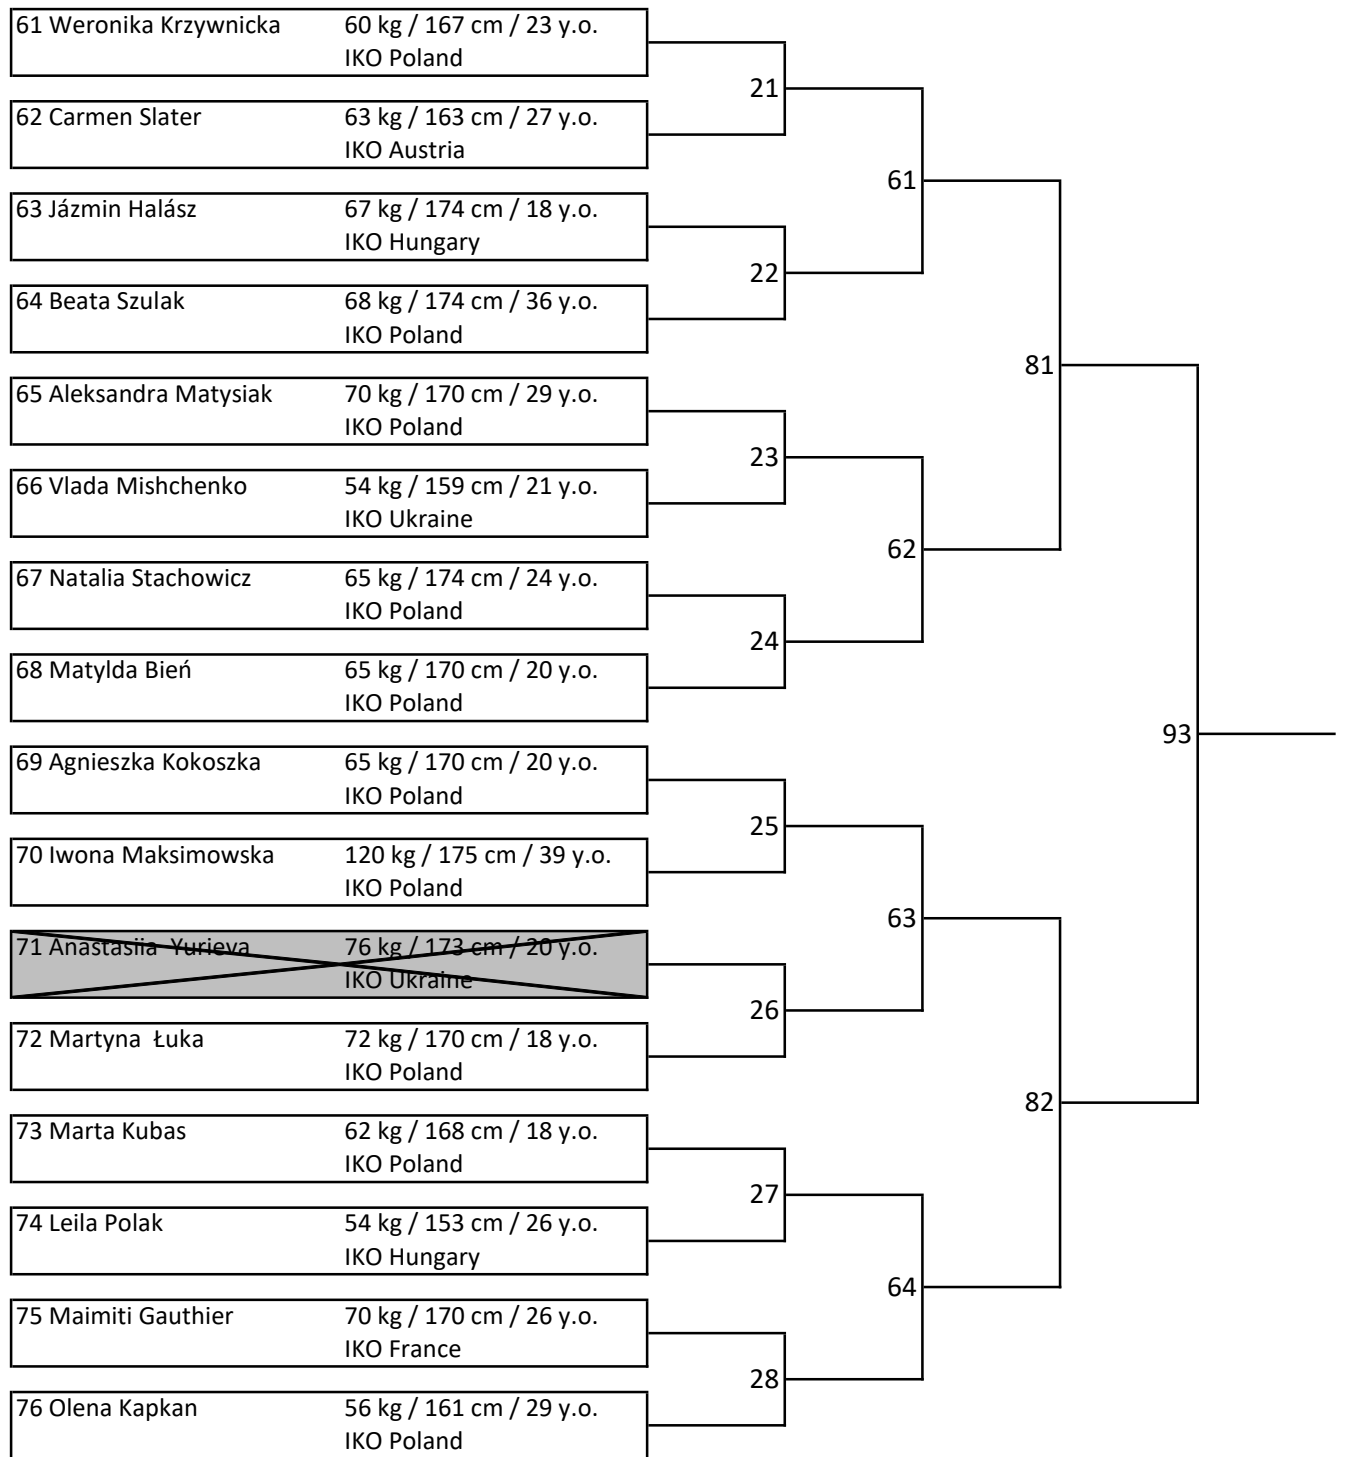 61 Weronika Krzywnicka 60 kg / 167 cm / 23 y.o.
IKO Poland
21
62 Carmen Slater 63 kg / 163 cm / 27 y.o.
IKO Austria
61
63 Jázmin Halász 67 kg / 174 cm / 18 y.o.
IKO Hungary
22
64 Beata Szulak 68 kg / 174 cm / 36 y.o.
IKO Poland
81
65 Aleksandra Matysiak 70 kg / 170 cm / 29 y.o.
IKO Poland
23
66 Vlada Mishchenko 54 kg / 159 cm / 21 y.o.
IKO Ukraine
62
67 Natalia Stachowicz 65 kg / 174 cm / 24 y.o.
IKO Poland
24
68 Matylda Bień 65 kg / 170 cm / 20 y.o.
IKO Poland
93
69 Agnieszka Kokoszka 65 kg / 170 cm / 20 y.o.
IKO Poland
25
70 Iwona Maksimowska 120 kg / 175 cm / 39 y.o.
IKO Poland
63
71 Anastasiia Yurieva 76 kg / 173 cm / 20 y.o.
IKO Ukraine
26
72 Martyna Łuka 72 kg / 170 cm / 18 y.o.
IKO Poland
82
73 Marta Kubas 62 kg / 168 cm / 18 y.o.
IKO Poland
27
74 Leila Polak 54 kg / 153 cm / 26 y.o.
IKO Hungary
64
75 Maimiti Gauthier 70 kg / 170 cm / 26 y.o.
IKO France
28
76 Olena Kapkan 56 kg / 161 cm / 29 y.o.
IKO Poland